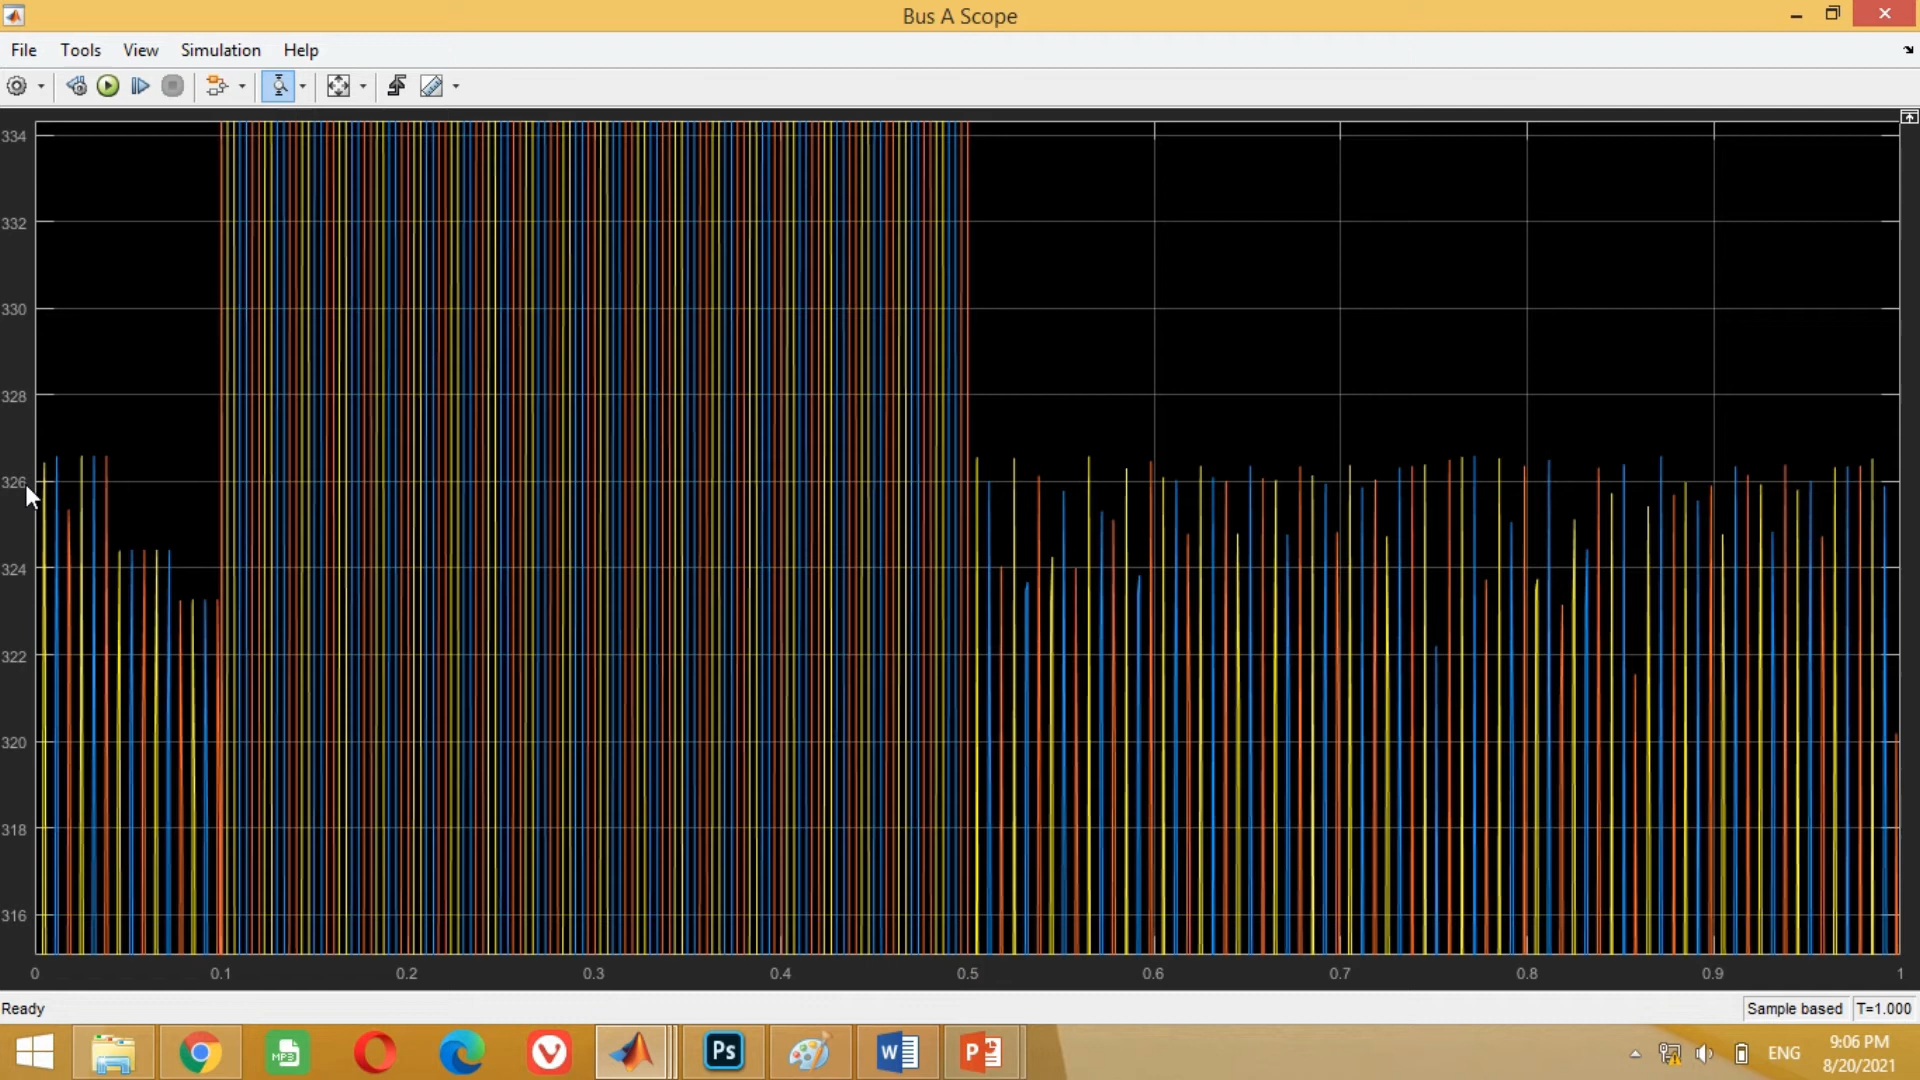 Bus A Scope
File Tools View Simulation Help
334
332
330
328
326
324
322
320
318
316
0 0.1 0.2 0.3 0.4 0.5 0.6 0.7 0.8 0.9 1
Ready Sample based T=1.000
MP3 Ps W P ENG 9:06 PM
8/20/2021